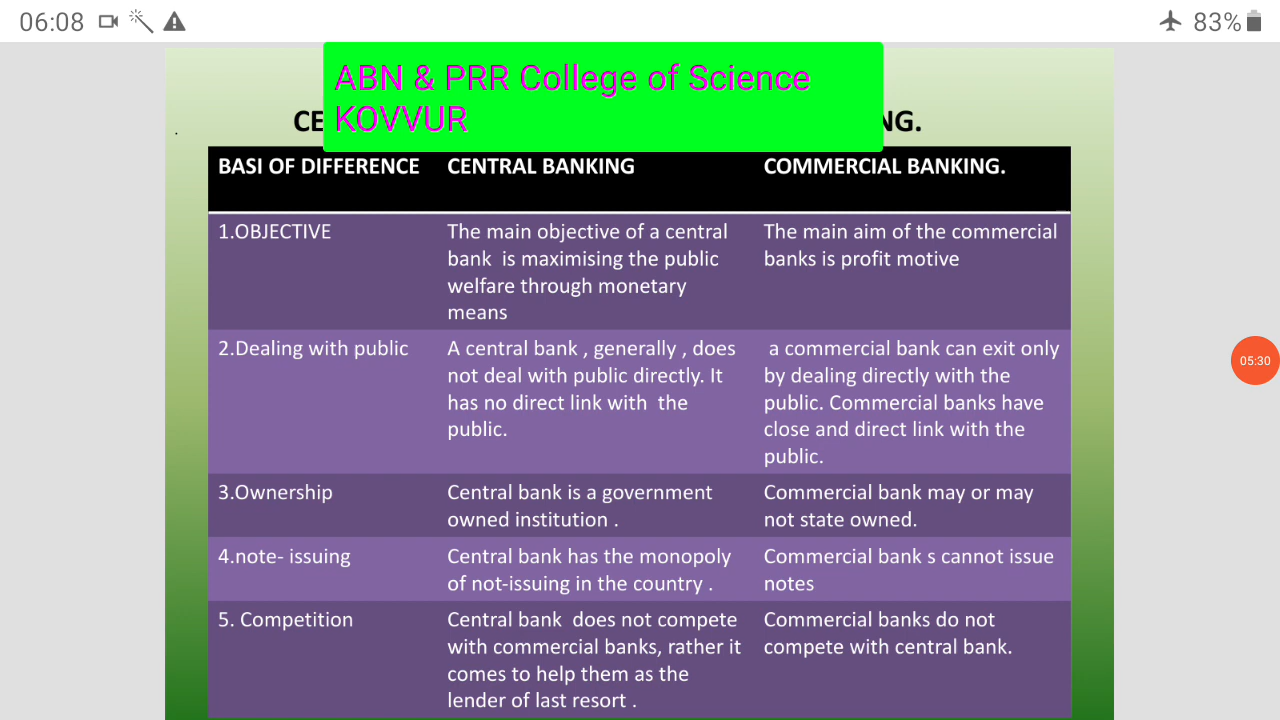 06:08
83%
ABN & PRR College of Science
KOVVUR
CE
NG.
BASI OF DIFFERENCE
CENTRAL BANKING
COMMERCIAL BANKING.
1.OBJECTIVE
The main objective of a central
bank is maximising the public
welfare through monetary
means
The main aim of the commercial
banks is profit motive
2.Dealing with public
A central bank , generally , does
not deal with public directly. It
has no direct link with the
public.
a commercial bank can exit only
by dealing directly with the
public. Commercial banks have
close and direct link with the
public.
3.Ownership
Central bank is a government
owned institution .
Commercial bank may or may
not state owned.
4.note- issuing
Central bank has the monopoly
of not-issuing in the country .
Commercial bank s cannot issue
notes
5. Competition
Central bank does not compete
with commercial banks, rather it
comes to help them as the
lender of last resort .
Commercial banks do not
compete with central bank.
05:30